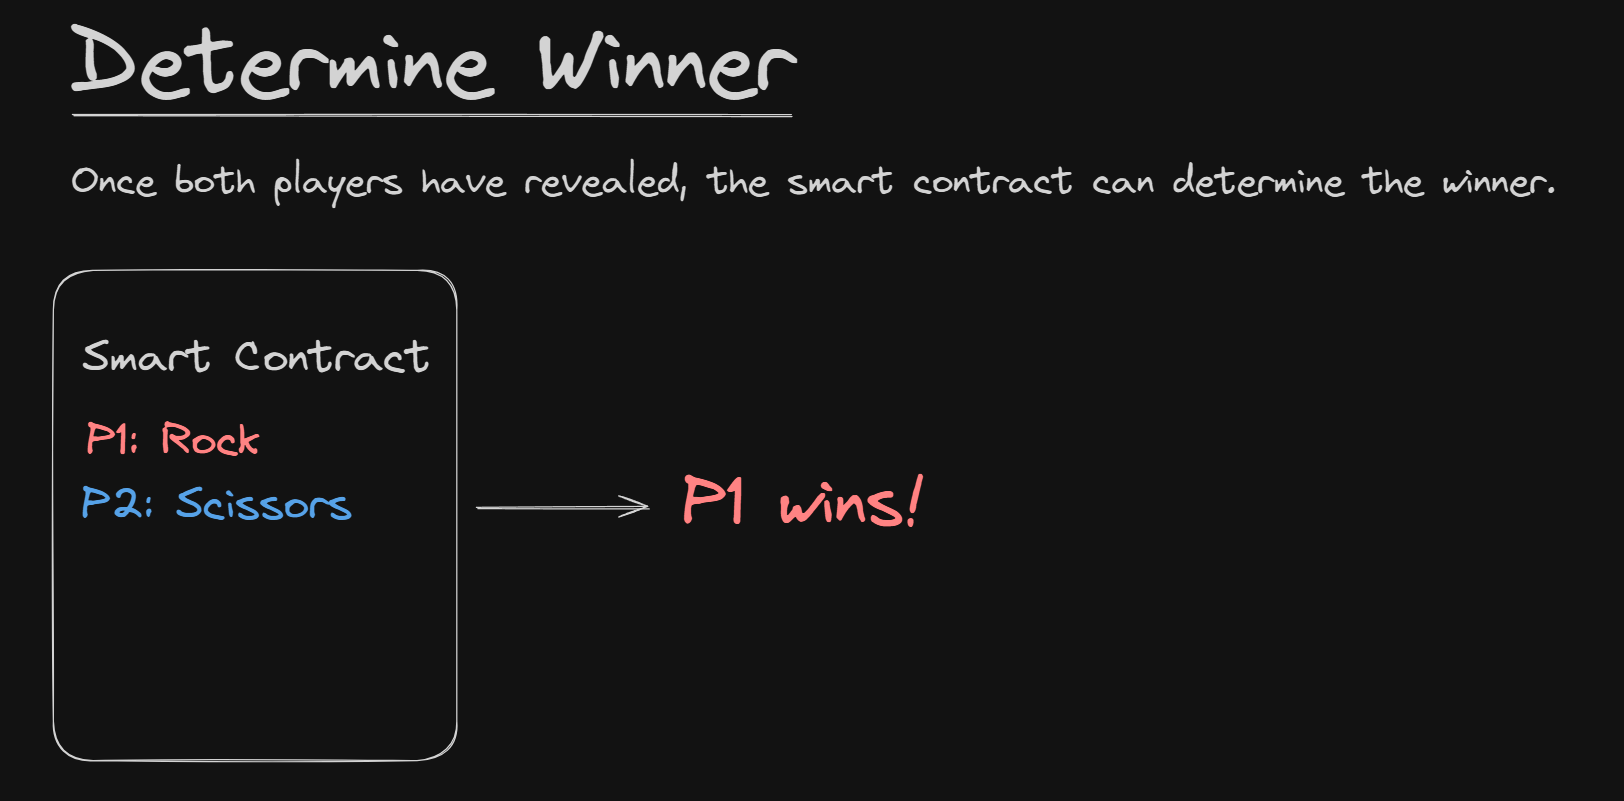 Determine Winner
Once both players have revealed, the smart contract can determine the winner.
Smart Contract
P1: Rock
P2: Scissors
P1 wins!